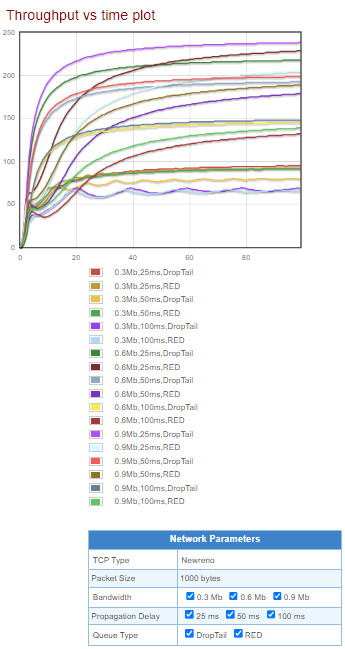 Throughput vs time plot
250
200
150
100
50
0
0 20 40 60 80
0.3Mb,25ms,DropTail
0.3Mb,25ms,RED
0.3Mb,50ms,DropTail
0.3Mb,50ms,RED
0.3Mb,100ms,DropTail
0.3Mb,100ms,RED
0.6Mb,25ms,DropTail
0.6Mb,25ms,RED
0.6Mb,50ms,DropTail
0.6Mb,50ms,RED
0.6Mb,100ms,DropTail
0.6Mb,100ms,RED
0.9Mb,25ms,DropTail
0.9Mb,25ms,RED
0.9Mb,50ms,DropTail
0.9Mb,50ms,RED
0.9Mb,100ms,DropTail
0.9Mb,100ms,RED
Network Parameters
TCP Type Newreno
Packet Size 1000 bytes
Bandwidth 0.3 Mb 0.6 Mb 0.9 Mb
Propagation Delay 25 ms 50 ms 100 ms
Queue Type DropTail RED